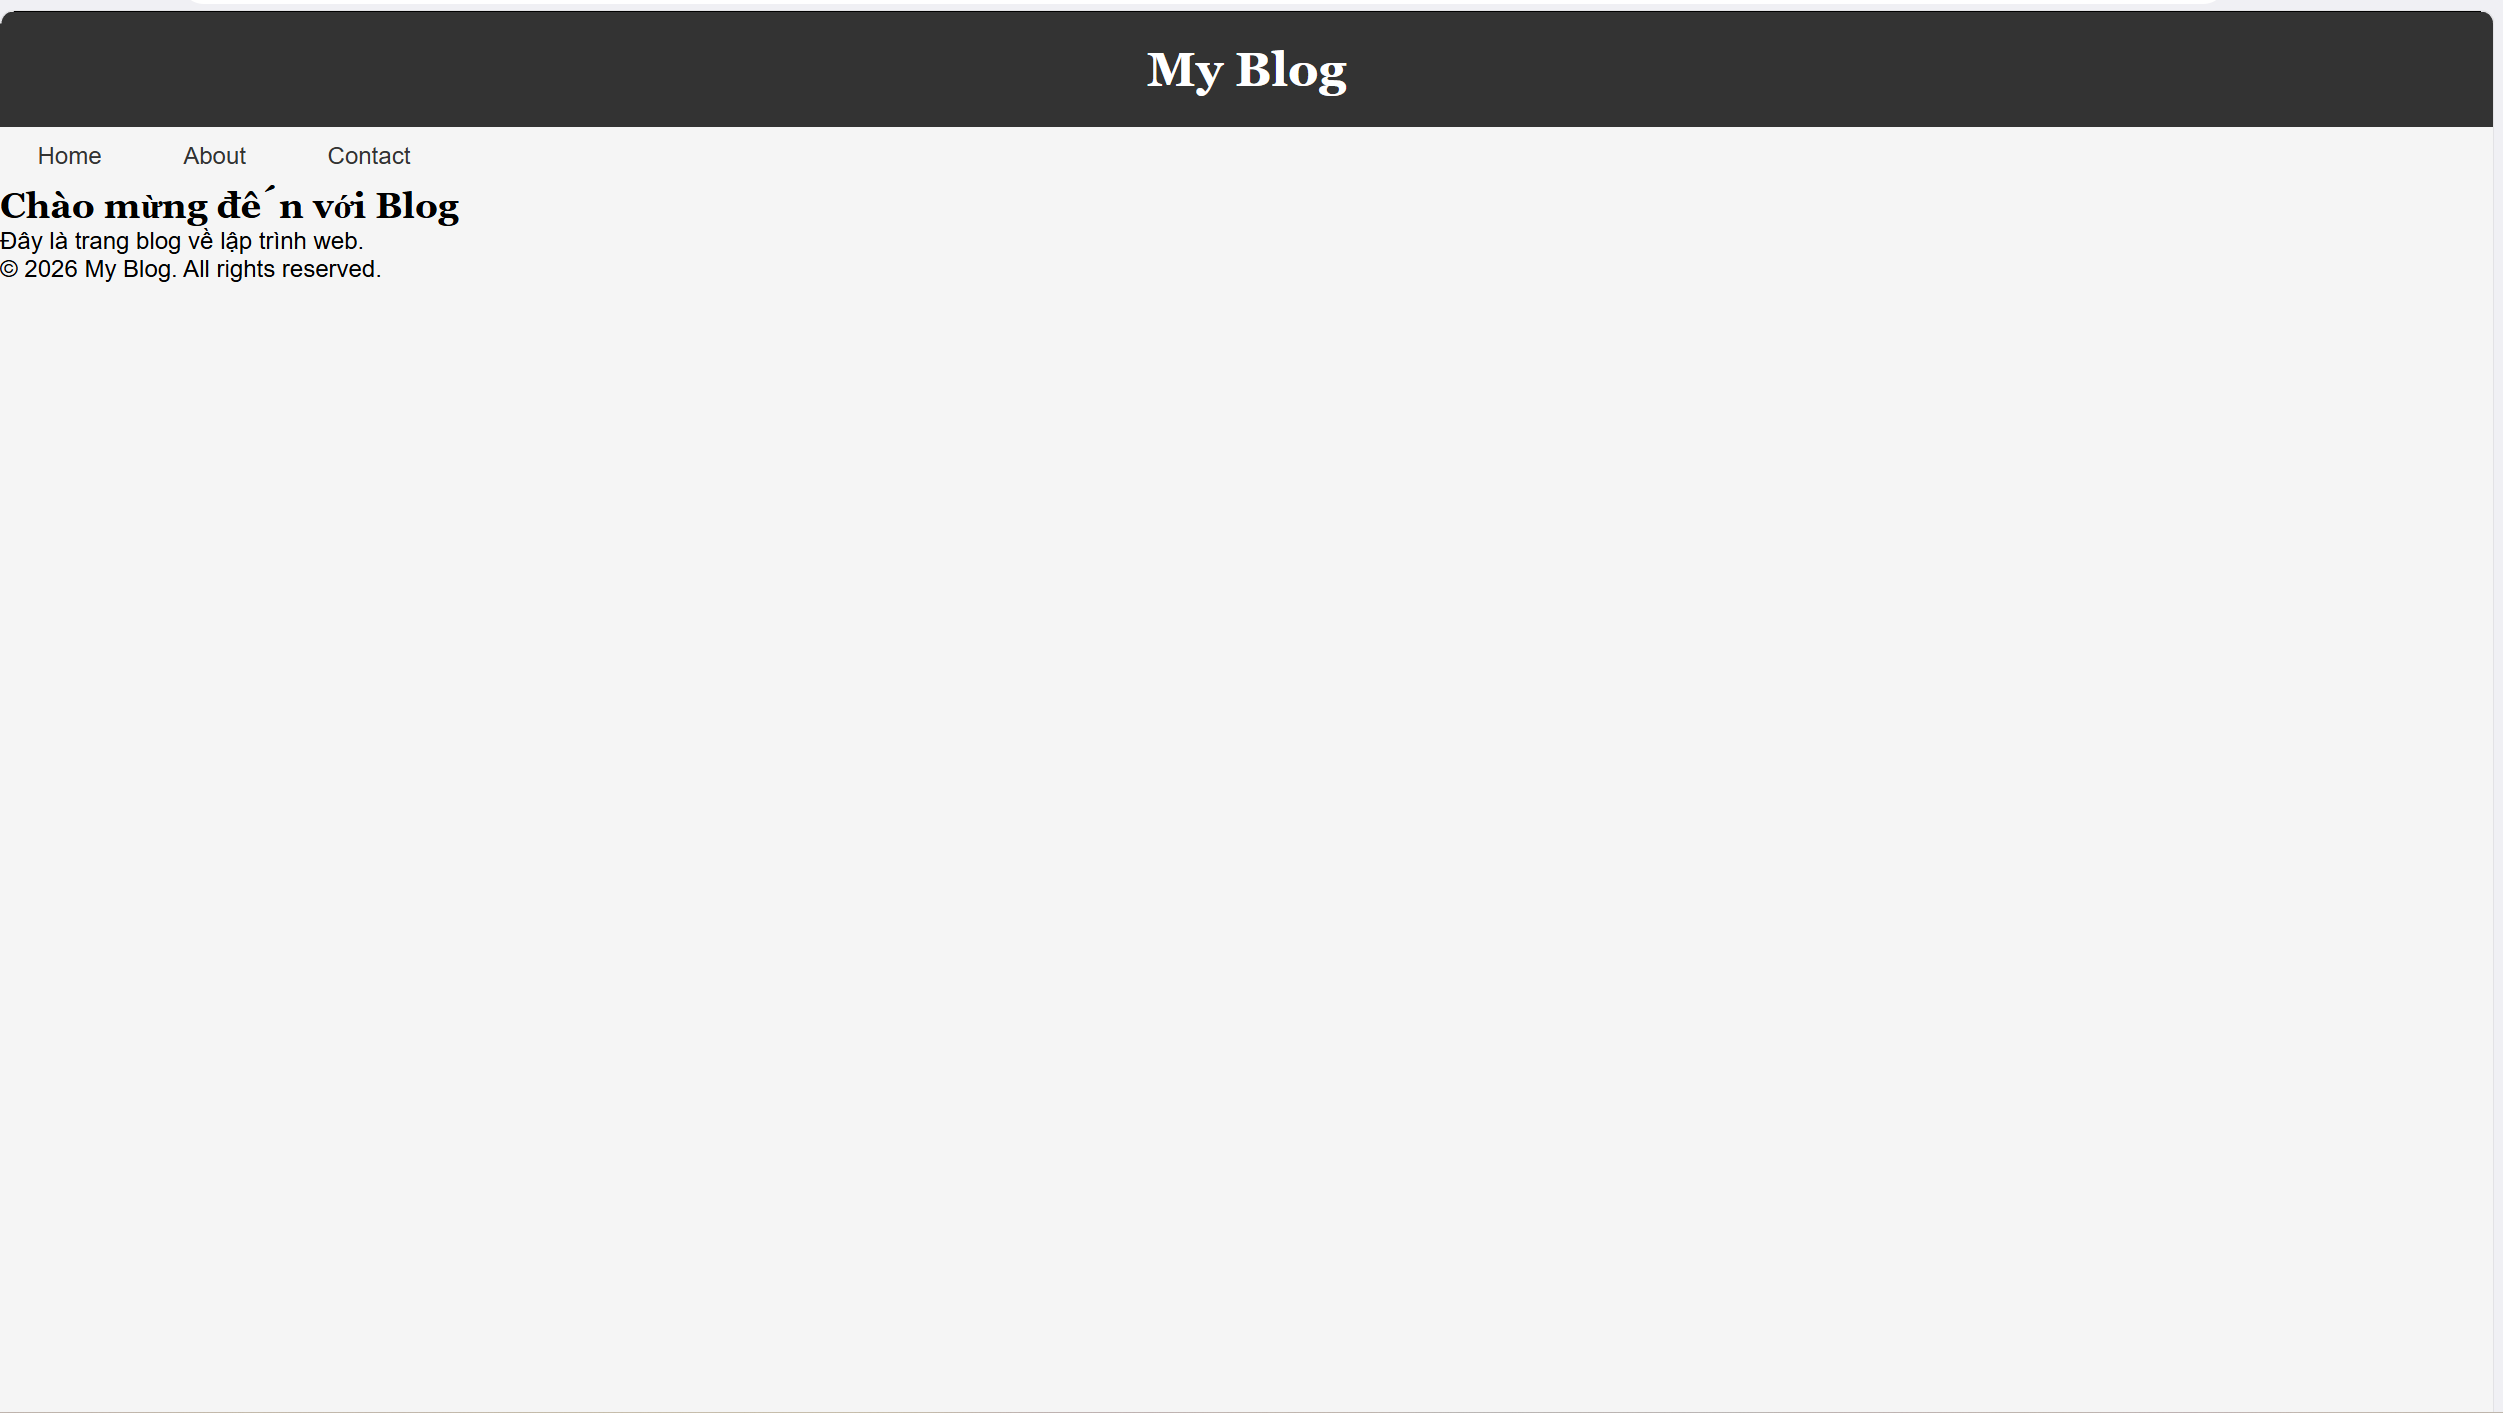 My Blog
Home About Contact
Chào mừng đến với Blog
Đây là trang blog về lập trình web.
© 2026 My Blog. All rights reserved.